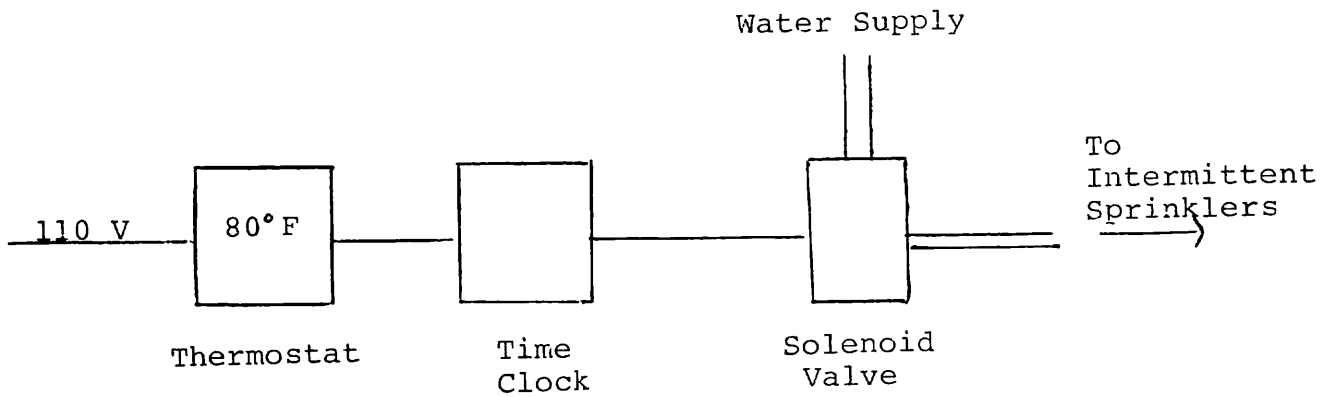 Water Supply
To
Intermittent
Sprinklers
110 V
80°F
Thermostat
Time
Clock
Solenoid
Valve